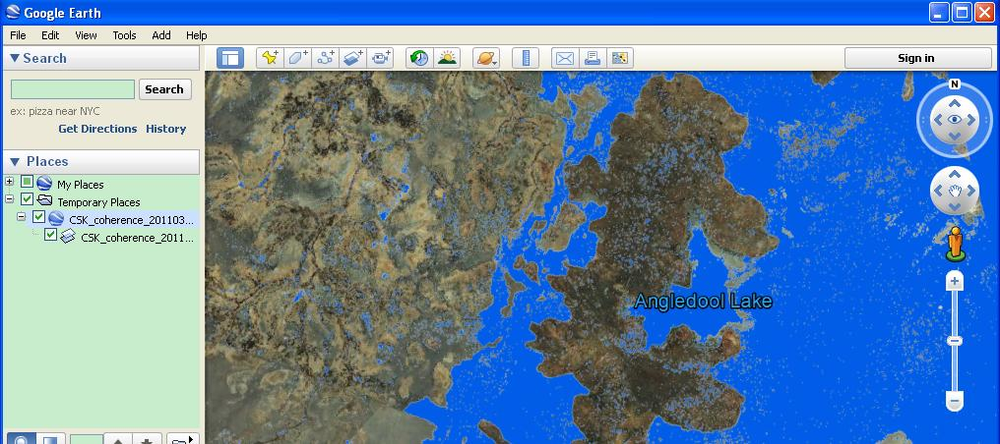 Google Earth
File Edit View Tools Add Help
Search
Sign in
Search
ex: pizza near NYC
Get Directions History
Places
My Places
Temporary Places
CSK_coherence_201103...
CSK_coherence_2011...
N
Angledool Lake